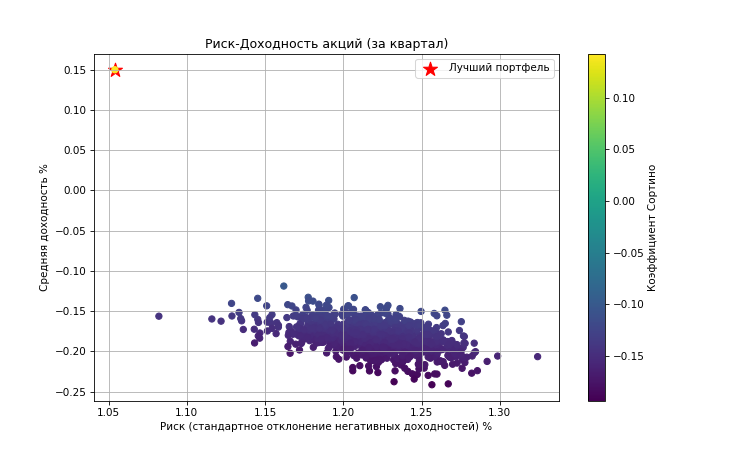 Риск-Доходность акций (за квартал)
Лучший портфель
Средняя доходность %
0.15
0.10
0.05
0.00
−0.05
−0.10
−0.15
−0.20
−0.25
1.05 1.10 1.15 1.20 1.25 1.30
Риск (стандартное отклонение негативных доходностей) %
0.10
0.05
0.00
−0.05
−0.10
−0.15
Коэффициент Сортино